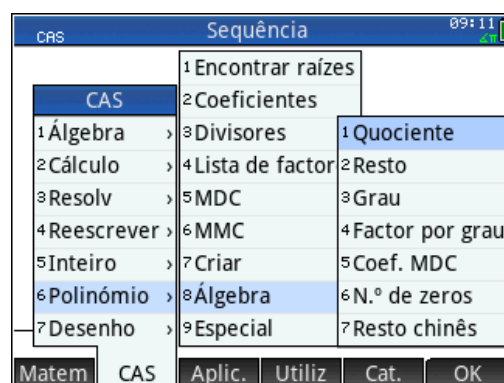 CAS Sequência 09:11
∡π
CAS
1 Álgebra ›
2 Cálculo ›
3 Resolv ›
4 Reescrever ›
5 Inteiro ›
6 Polinómio ›
7 Desenho ›
1 Encontrar raízes
2 Coeficientes
3 Divisores
4 Lista de factor
5 MDC
6 MMC
7 Criar
8 Álgebra
9 Especial
1 Quociente
2 Resto
3 Grau
4 Factor por grau
5 Coef. MDC
6 N.º de zeros
7 Resto chinês
Matem CAS Aplic. Utiliz Cat. OK